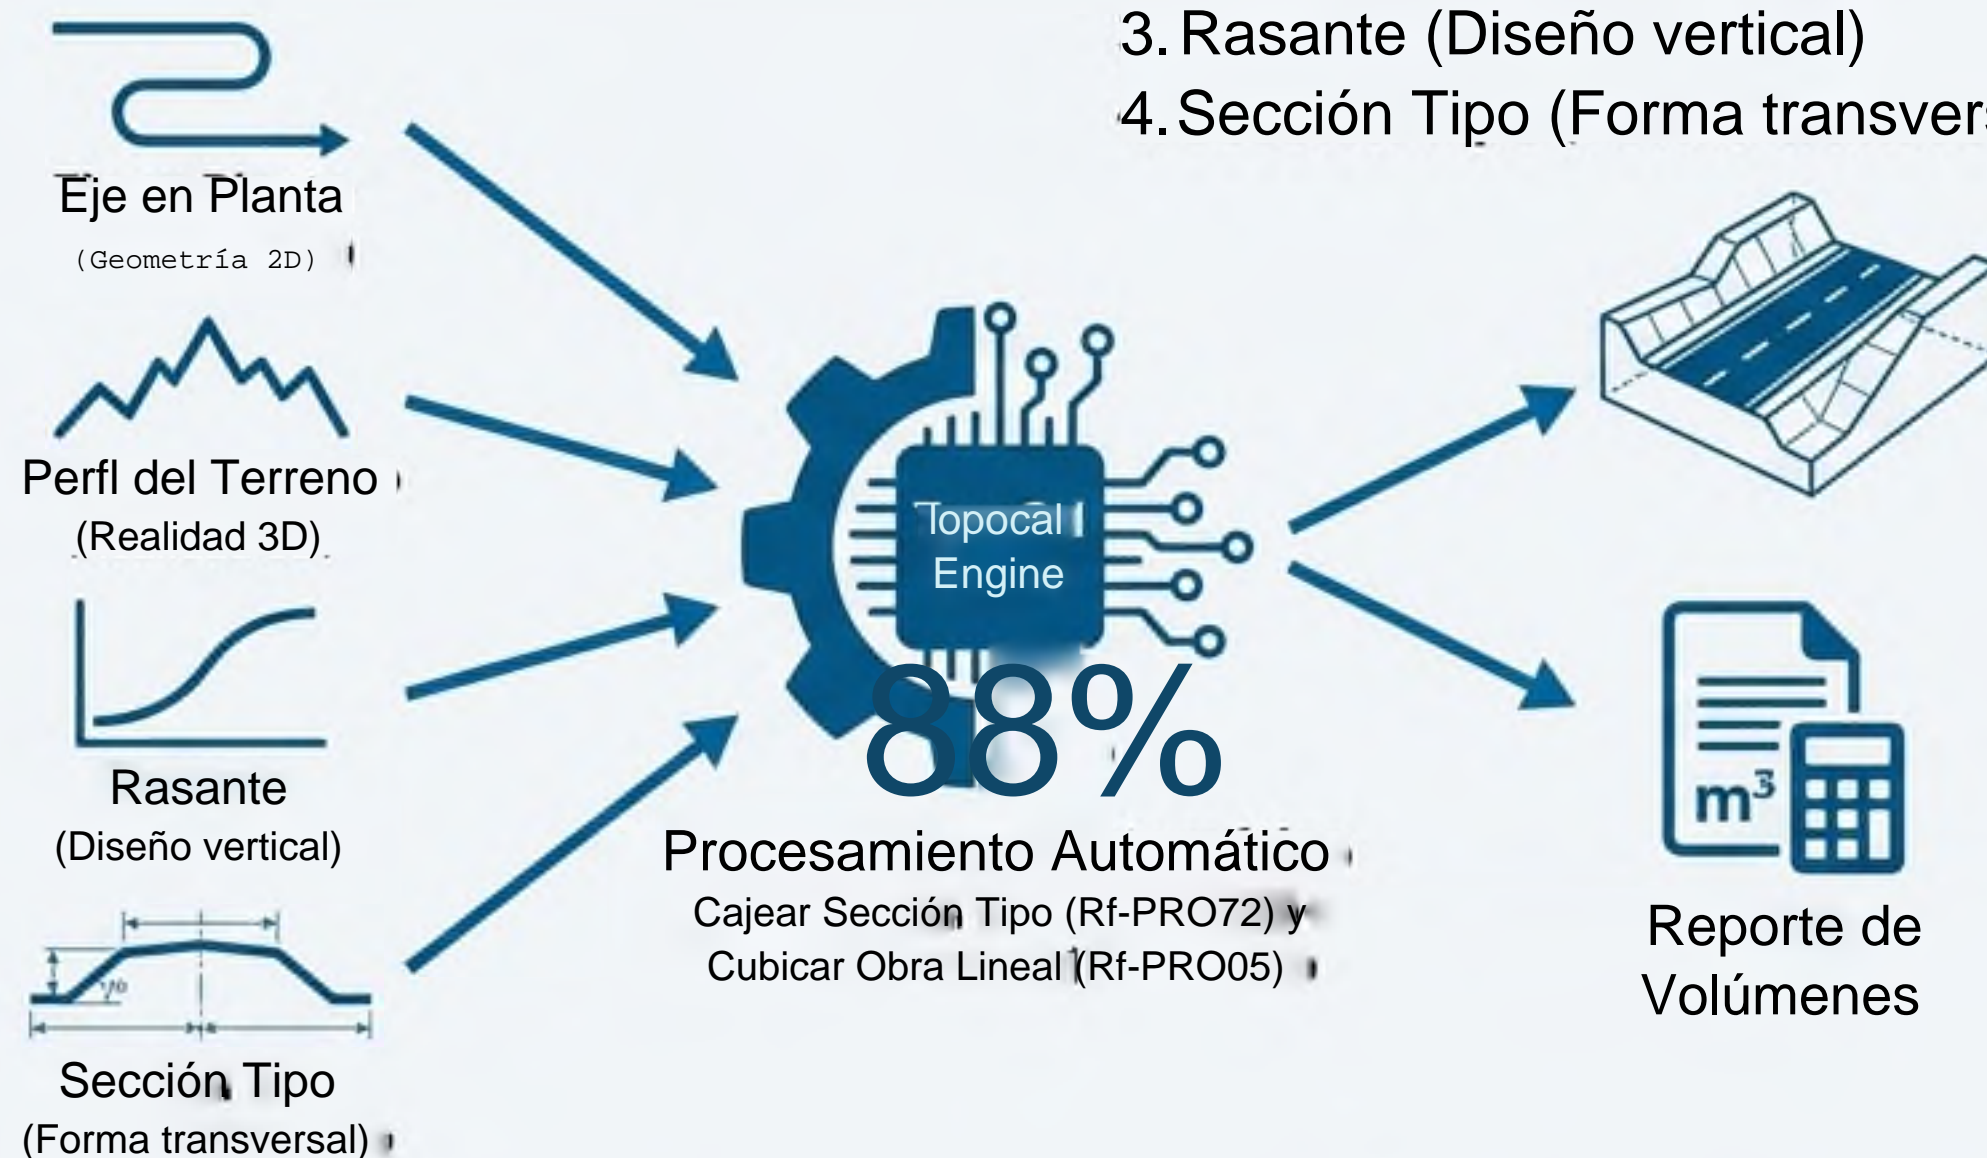 3. Rasante (Diseño vertical)
4. Sección Tipo (Forma transvers
Eje en Planta
(Geometría 2D)
Perfl del Terreno
(Realidad 3D)
Rasante
(Diseño vertical)
Sección Tipo
(Forma transversal)
Topocal
Engine
88%
Procesamiento Automático
Cajear Sección Tipo (Rf-PRO72) y
Cubicar Obra Lineal (Rf-PRO05)
m³
Reporte de
Volúmenes